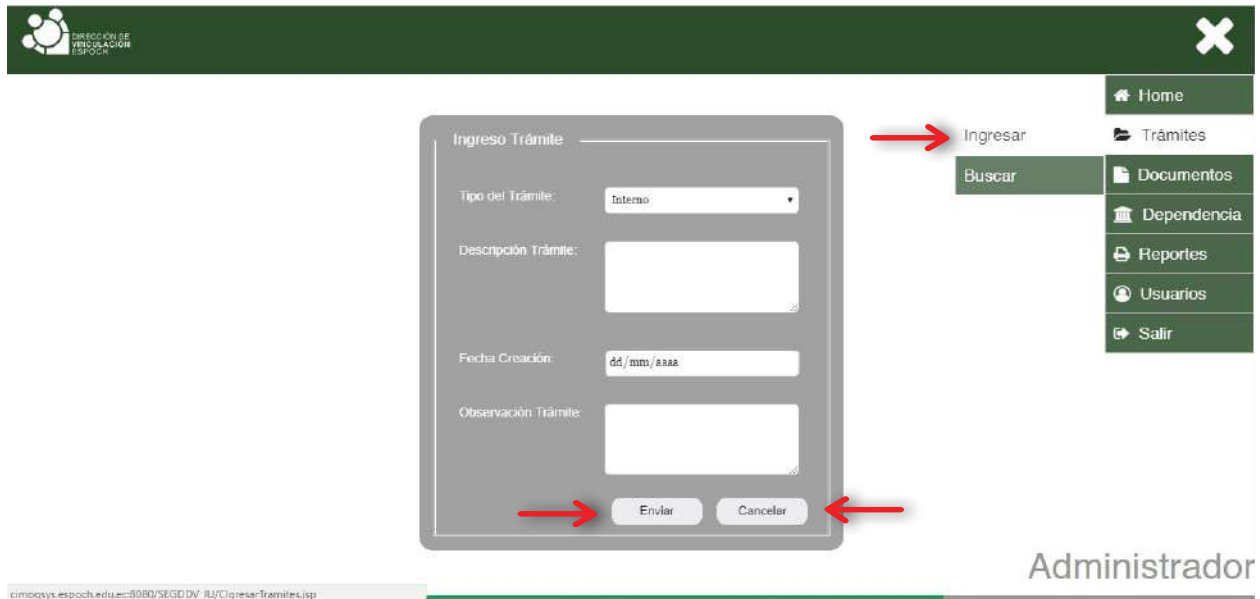 DIRECCIÓN DE
VINCULACIÓN
ESPOCH
Home
Ingreso Trámite
Ingresar
Trámites
Buscar
Documentos
Tipo del Trámite:
Interno
Dependencia
Descripción Trámite:
Reportes
Usuarios
Salir
Fecha Creación:
dd/mm/aaaa
Observación Trámite:
Enviar
Cancelar
Administrador
cimogsys.espoch.edu.ec:8080/SEGDDV_IU/CIgresarTramites.jsp